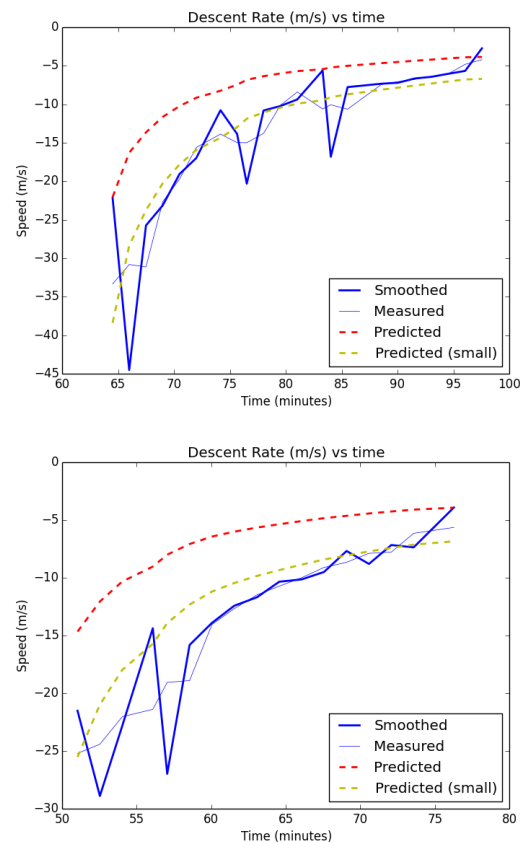 Descent Rate (m/s) vs time
0
−5
−10
−15
−20
−25
−30
−35
−40
−45
Speed (m/s)
Smoothed
Measured
Predicted
Predicted (small)
60 65 70 75 80 85 90 95 100
Time (minutes)
Descent Rate (m/s) vs time
0
−5
−10
−15
−20
−25
−30
Speed (m/s)
Smoothed
Measured
Predicted
Predicted (small)
50 55 60 65 70 75 80
Time (minutes)